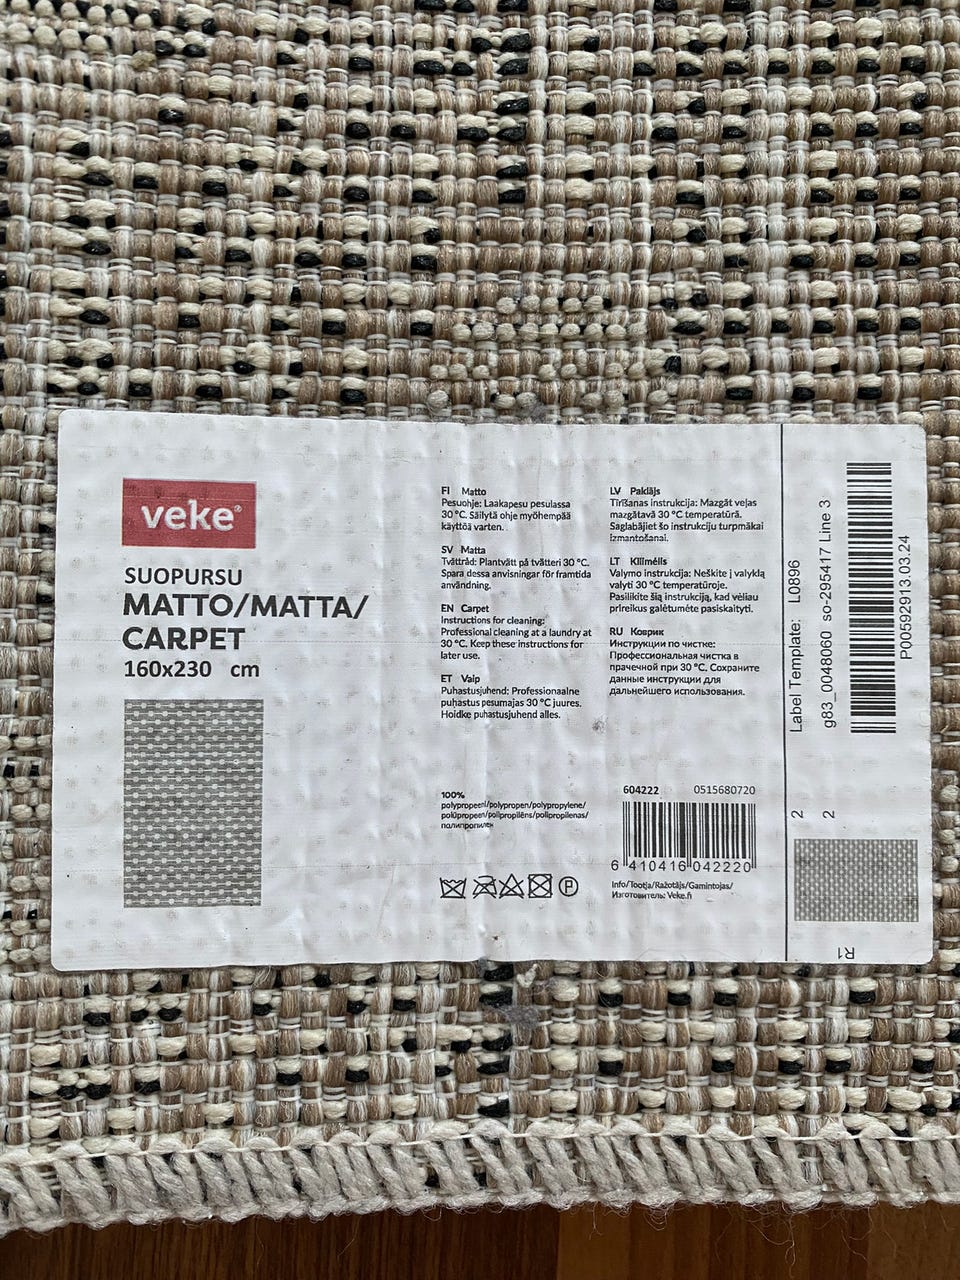 veke®
SUOPURSU
MATTO/MATTA/
CARPET
160x230 cm
FI Matto
Pesuohje: Laakapesu pesulassa
30 °C. Säilytä ohje myöhempää
käyttöä varten.
SV Matta
Tvättråd: Plantvätt på tvätteri 30 °C.
Spara dessa anvisningar för framtida
användning.
EN Carpet
Instructions for cleaning:
Professional cleaning at a laundry at
30 °C. Keep these instructions for
later use.
ET Vaip
Puhastusjuhend: Professionaalne
puhastus pesumajas 30 °C juures.
Hoidke puhastusjuhend alles.
100%
polypropeeni/polypropen/polypropylene/
polüpropeen/polipropilēns/polipropilenas/
полипропилен
P
LV Paklājs
Tīrīšanas instrukcija: Mazgāt veļas
mazgātavā 30 °C temperatūrā.
Saglabājiet šo instrukciju turpmākai
izmantošanai.
LT Kilimėlis
Valymo instrukcija: Neškite į valyklą
valyti 30 °C temperatūroje.
Pasilikite šią instrukciją, kad vėliau
prireikus galėtumėte pasiskaityti.
RU Коврик
Инструкции по чистке:
Профессиональная чистка в
прачечной при 30 °C. Сохраните
данные инструкции для
дальнейшего использования.
604222 0515680720
6 410416 042220
Info/Tootja/Ražotājs/Gamintojas/
Изготовитель: Veke.fi
Label Template: L0896
g83_0048060 so-295417 Line 3
P00592913.03.24
2
2
R1